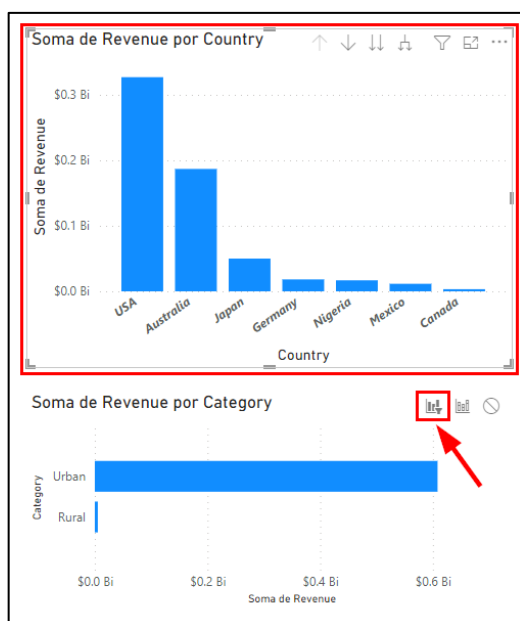 Soma de Revenue por Country
Soma de Revenue
$0.3 Bi
$0.2 Bi
$0.1 Bi
$0.0 Bi
USA
Australia
Japan
Germany
Nigeria
Mexico
Canada
Country
Soma de Revenue por Category
Category
Urban
Rural
$0.0 Bi
$0.2 Bi
$0.4 Bi
$0.6 Bi
Soma de Revenue